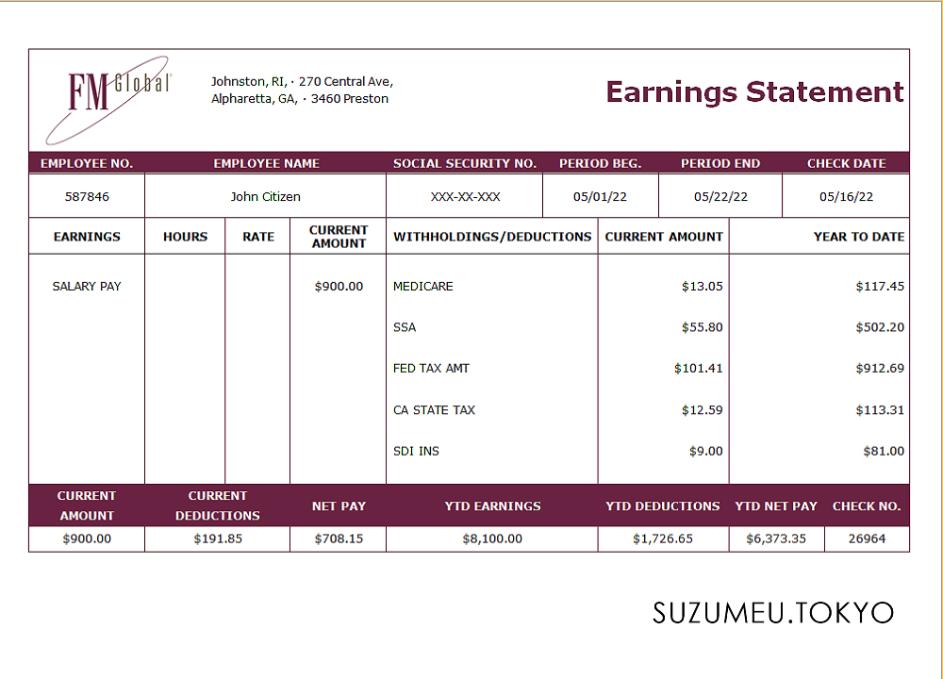 FM Global
Johnston, RI, · 270 Central Ave,
Alpharetta, GA, · 3460 Preston
Earnings Statement
EMPLOYEE NO. EMPLOYEE NAME SOCIAL SECURITY NO. PERIOD BEG. PERIOD END CHECK DATE
587846 John Citizen XXX-XX-XXX 05/01/22 05/22/22 05/16/22
EARNINGS HOURS RATE CURRENT AMOUNT WITHHOLDINGS/DEDUCTIONS CURRENT AMOUNT YEAR TO DATE
SALARY PAY $900.00 MEDICARE $13.05 $117.45
SSA $55.80 $502.20
FED TAX AMT $101.41 $912.69
CA STATE TAX $12.59 $113.31
SDI INS $9.00 $81.00
CURRENT AMOUNT CURRENT DEDUCTIONS NET PAY YTD EARNINGS YTD DEDUCTIONS YTD NET PAY CHECK NO.
$900.00 $191.85 $708.15 $8,100.00 $1,726.65 $6,373.35 26964
SUZUMEU.TOKYO